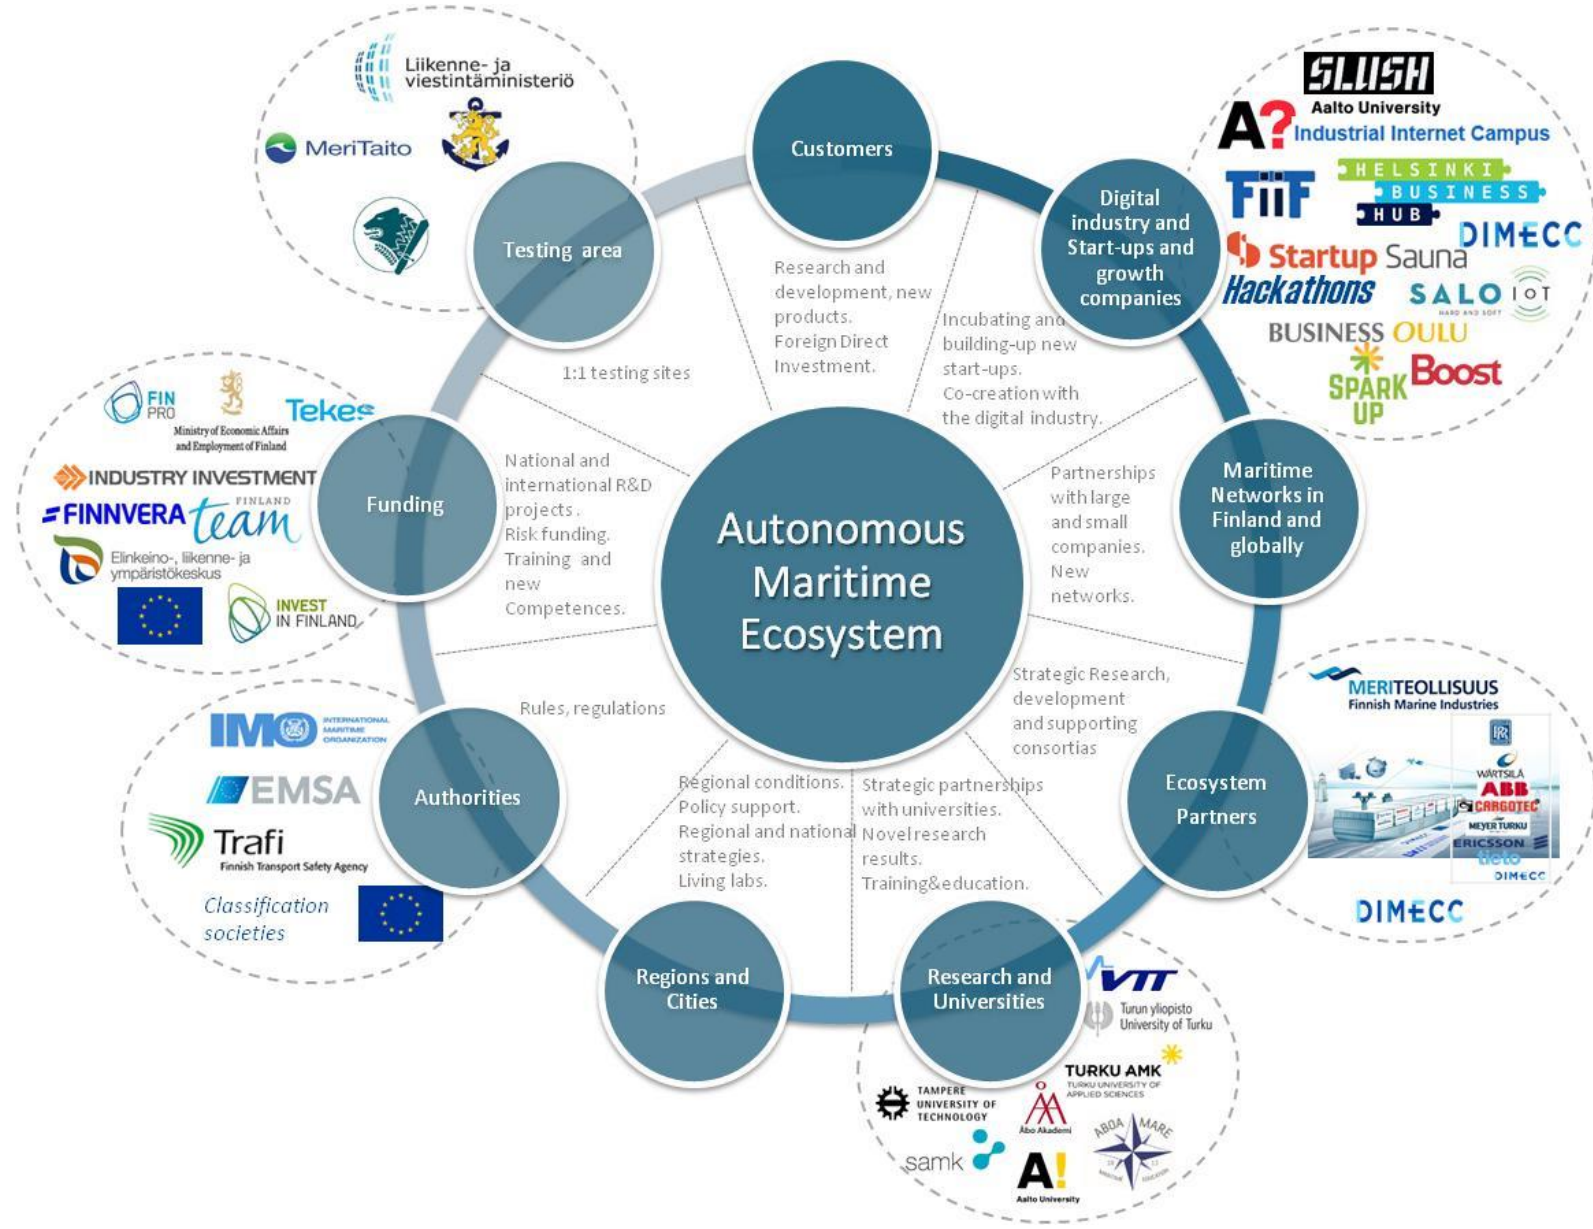 Autonomous
Maritime
Ecosystem
Customers
Research and
development, new
products.
Foreign Direct
Investment.
Digital
industry and
Start-ups and
growth
companies
Incubating and
building-up new
start-ups.
Co-creation with
the digital industry.
SLUSH
Aalto University
A?
Industrial Internet Campus
FiiF
HELSINKI
BUSINESS
HUB
DIMECC
Startup Sauna
Hackathons
SALO IOT
HARD AND SOFT
BUSINESS OULU
SPARK
UP
Boost
Maritime
Networks in
Finland and
globally
Partnerships
with large
and small
companies.
New
networks.
Ecosystem
Partners
Strategic Research,
development
and supporting
consortias
MERITEOLLISUUS
Finnish Marine Industries
RR
WÄRTSILÄ
ABB
CARGOTEC
MEYER TURKU
ERICSSON
tieto
DIMECC
DIMECC
Research and
Universities
Strategic partnerships
with universities.
Novel research
results.
Training&education.
VTT
Turun yliopisto
University of Turku
TURKU AMK
TURKU UNIVERSITY OF
APPLIED SCIENCES
TAMPERE
UNIVERSITY OF
TECHNOLOGY
Åbo Akademi
ABOA MARE
samk
A!
Aalto University
Regions and
Cities
Regional conditions.
Policy support.
Regional and national
strategies.
Living labs.
Authorities
Rules, regulations
IMO
INTERNATIONAL
MARITIME
ORGANIZATION
EMSA
Trafi
Finnish Transport Safety Agency
Classification
societies
Funding
National and
international R&D
projects.
Risk funding.
Training and
new
Competences.
FIN
PRO
Tekes
Ministry of Economic Affairs
and Employment of Finland
INDUSTRY INVESTMENT
FINNVERA
FINLAND
team
Elinkeino-, liikenne- ja
ympäristökeskus
INVEST
IN FINLAND
Testing area
1:1 testing sites
Liikenne- ja
viestintäministeriö
MeriTaito